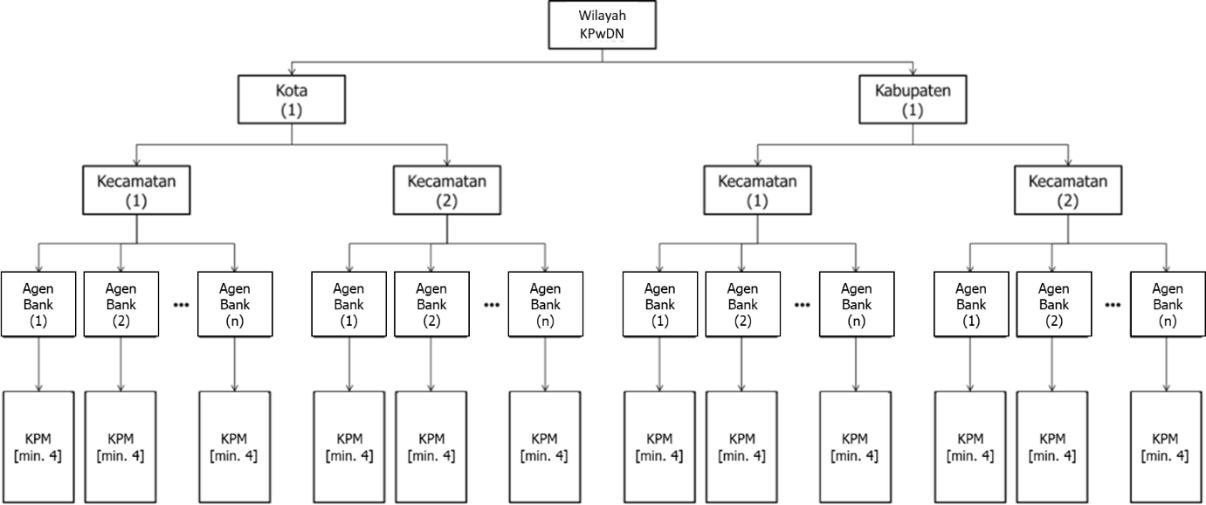 Wilayah
KPwDN
Kota
(1)
Kabupaten
(1)
Kecamatan
(1)
Kecamatan
(2)
Kecamatan
(1)
Kecamatan
(2)
Agen
Bank
(1)
Agen
Bank
(2)
•••
Agen
Bank
(n)
Agen
Bank
(1)
Agen
Bank
(2)
•••
Agen
Bank
(n)
Agen
Bank
(1)
Agen
Bank
(2)
•••
Agen
Bank
(n)
Agen
Bank
(1)
Agen
Bank
(2)
•••
Agen
Bank
(n)
KPM
[min. 4]
KPM
[min. 4]
KPM
[min. 4]
KPM
[min. 4]
KPM
[min. 4]
KPM
[min. 4]
KPM
[min. 4]
KPM
[min. 4]
KPM
[min. 4]
KPM
[min. 4]
KPM
[min. 4]
KPM
[min. 4]